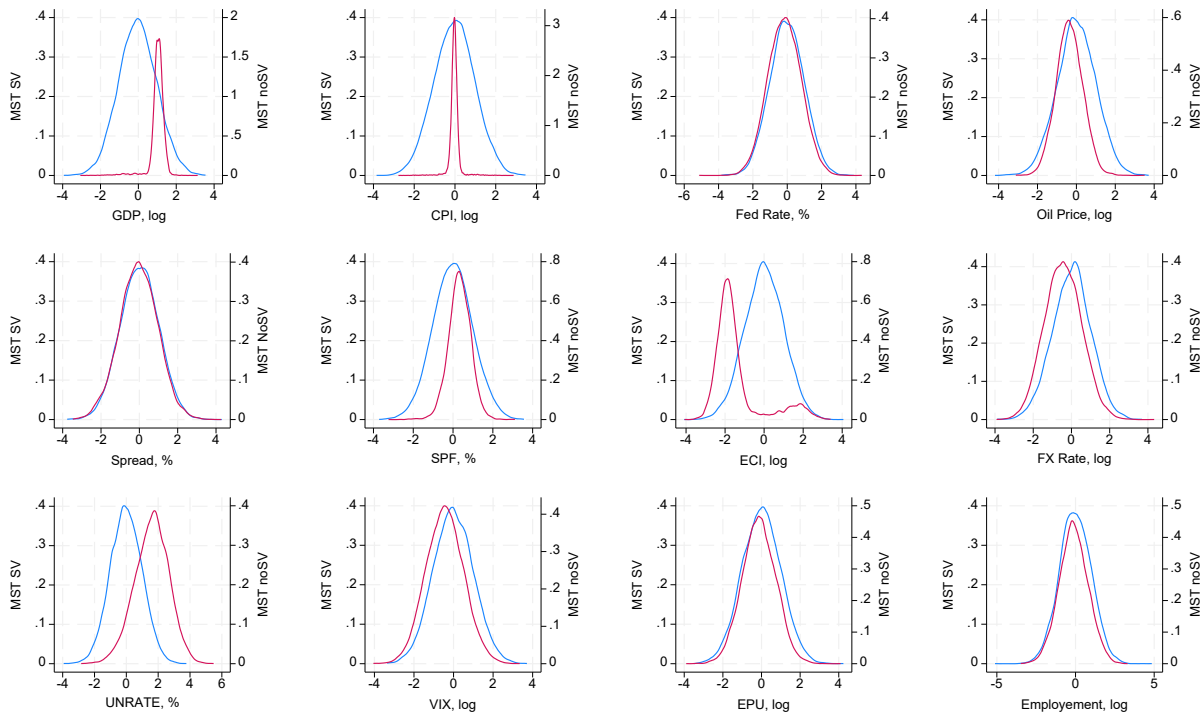 MST SV
.4
.3
.2
.1
0
2
1.5
1
.5
0
MST noSV
-4 -2 0 2 4
GDP, log
MST SV
.4
.3
.2
.1
0
3
2
1
0
MST noSV
-4 -2 0 2 4
CPI, log
MST SV
.4
.3
.2
.1
0
.4
.3
.2
.1
0
MST noSV
-6 -4 -2 0 2 4
Fed Rate, %
MST SV
.4
.3
.2
.1
0
.6
.4
.2
0
MST noSV
-4 -2 0 2 4
Oil Price, log
MST SV
.4
.3
.2
.1
0
.4
.3
.2
.1
0
MST NoSV
-4 -2 0 2 4
Spread, %
MST SV
.4
.3
.2
.1
0
.8
.6
.4
.2
0
MST noSV
-4 -2 0 2 4
SPF, %
MST SV
.4
.3
.2
.1
0
.8
.6
.4
.2
0
MST noSV
-4 -2 0 2 4
ECI, log
MST SV
.4
.3
.2
.1
0
.4
.3
.2
.1
0
MST noSV
-4 -2 0 2 4
FX Rate, log
MST SV
.4
.3
.2
.1
0
.4
.3
.2
.1
0
MST noSV
-4 -2 0 2 4 6
UNRATE, %
MST SV
.4
.3
.2
.1
0
.4
.3
.2
.1
0
MST noSV
-4 -2 0 2 4
VIX, log
MST SV
.4
.3
.2
.1
0
.5
.4
.3
.2
.1
0
MST noSV
-4 -2 0 2 4
EPU, log
MST SV
.4
.3
.2
.1
0
.5
.4
.3
.2
.1
0
MST noSV
-5 0 5
Employement, log